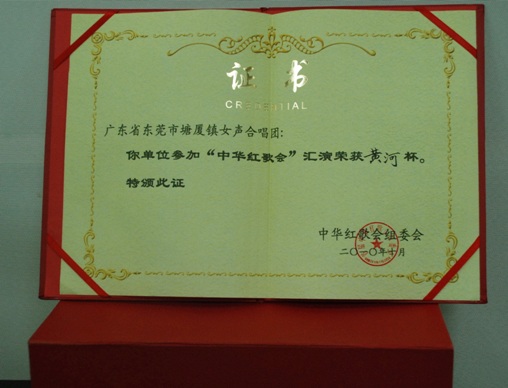 证书
CREDENTIAL
广东省东莞市塘厦镇女声合唱团:
你单位参加“中华红歌会”汇演荣获黄河杯。
特颁此证
中华红歌会组委会
二〇一〇年十月